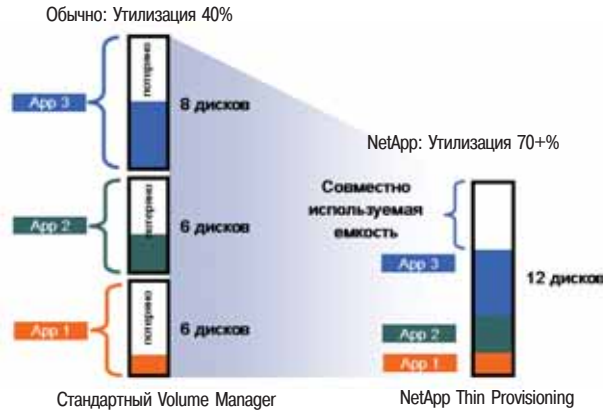 Обычно: Утилизация 40%
потеряно
App 3
8 дисков
NetApp: Утилизация 70+%
потеряно
App 2
6 дисков
Совместно
используемая
емкость
App 3
12 дисков
потеряно
App 1
6 дисков
App 2
App 1
Стандартный Volume Manager
NetApp Thin Provisioning